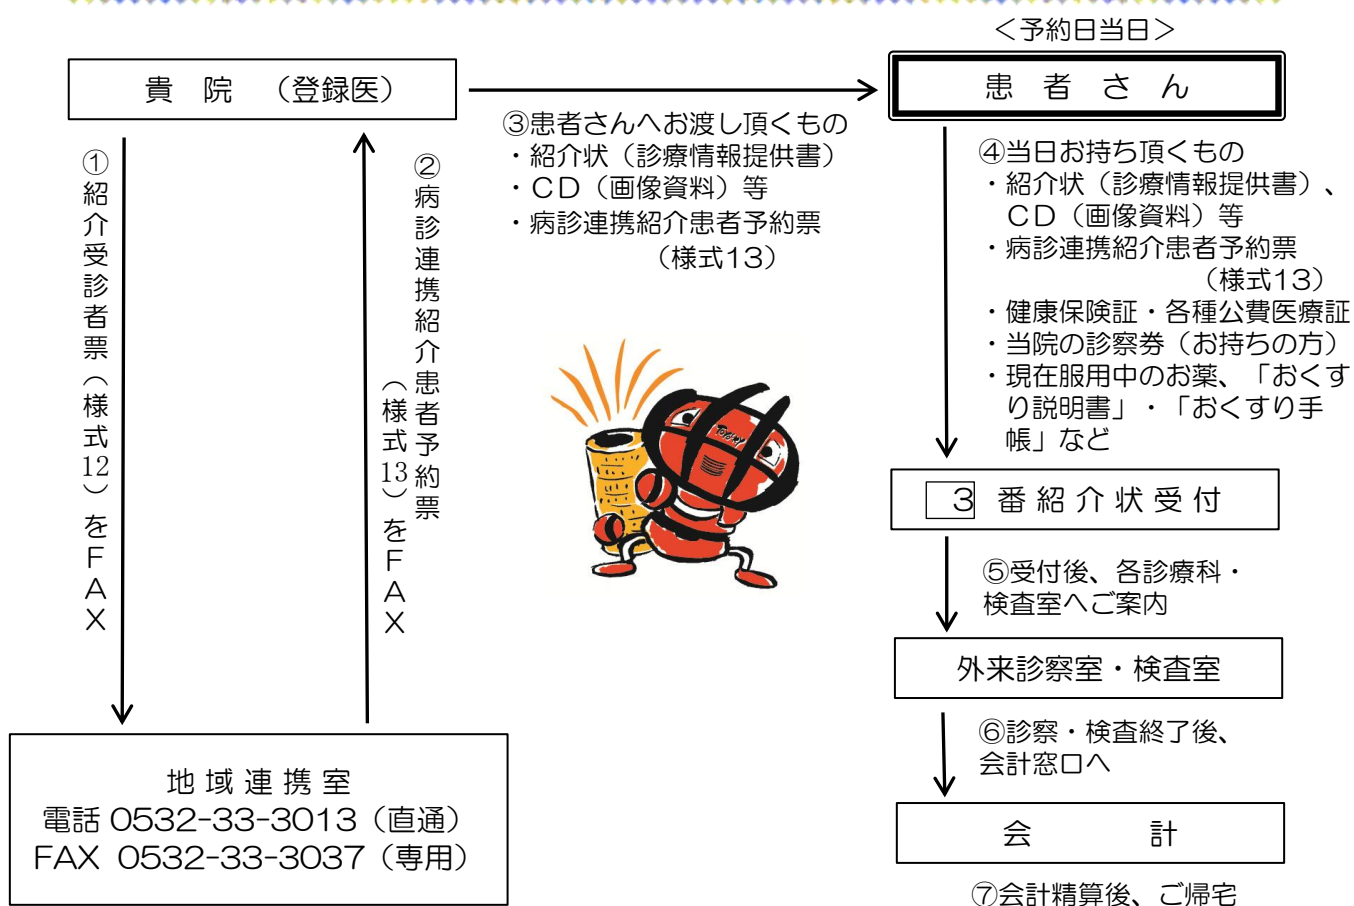 ＜予約日当日＞
貴　院　（登録医）
患　者　さ　ん
①紹介受診者票（様式12）をＦＡＸ
②病診連携紹介患者予約票
（様式13）をＦＡＸ
③患者さんへお渡し頂くもの
・紹介状（診療情報提供書）
・ＣＤ（画像資料）等
・病診連携紹介患者予約票
（様式13）
④当日お持ち頂くもの
・紹介状（診療情報提供書）、
ＣＤ（画像資料）等
・病診連携紹介患者予約票
（様式13）
・健康保険証・各種公費医療証
・当院の診察券（お持ちの方）
・現在服用中のお薬、「おくす
り説明書」・「おくすり手
帳」など
TOBIMY
3 番 紹 介 状 受 付
⑤受付後、各診療科・
検査室へご案内
外来診察室・検査室
⑥診察・検査終了後、
会計窓口へ
地 域 連 携 室
電話 0532-33-3013（直通）
FAX 0532-33-3037（専用）
会　　　計
⑦会計精算後、ご帰宅